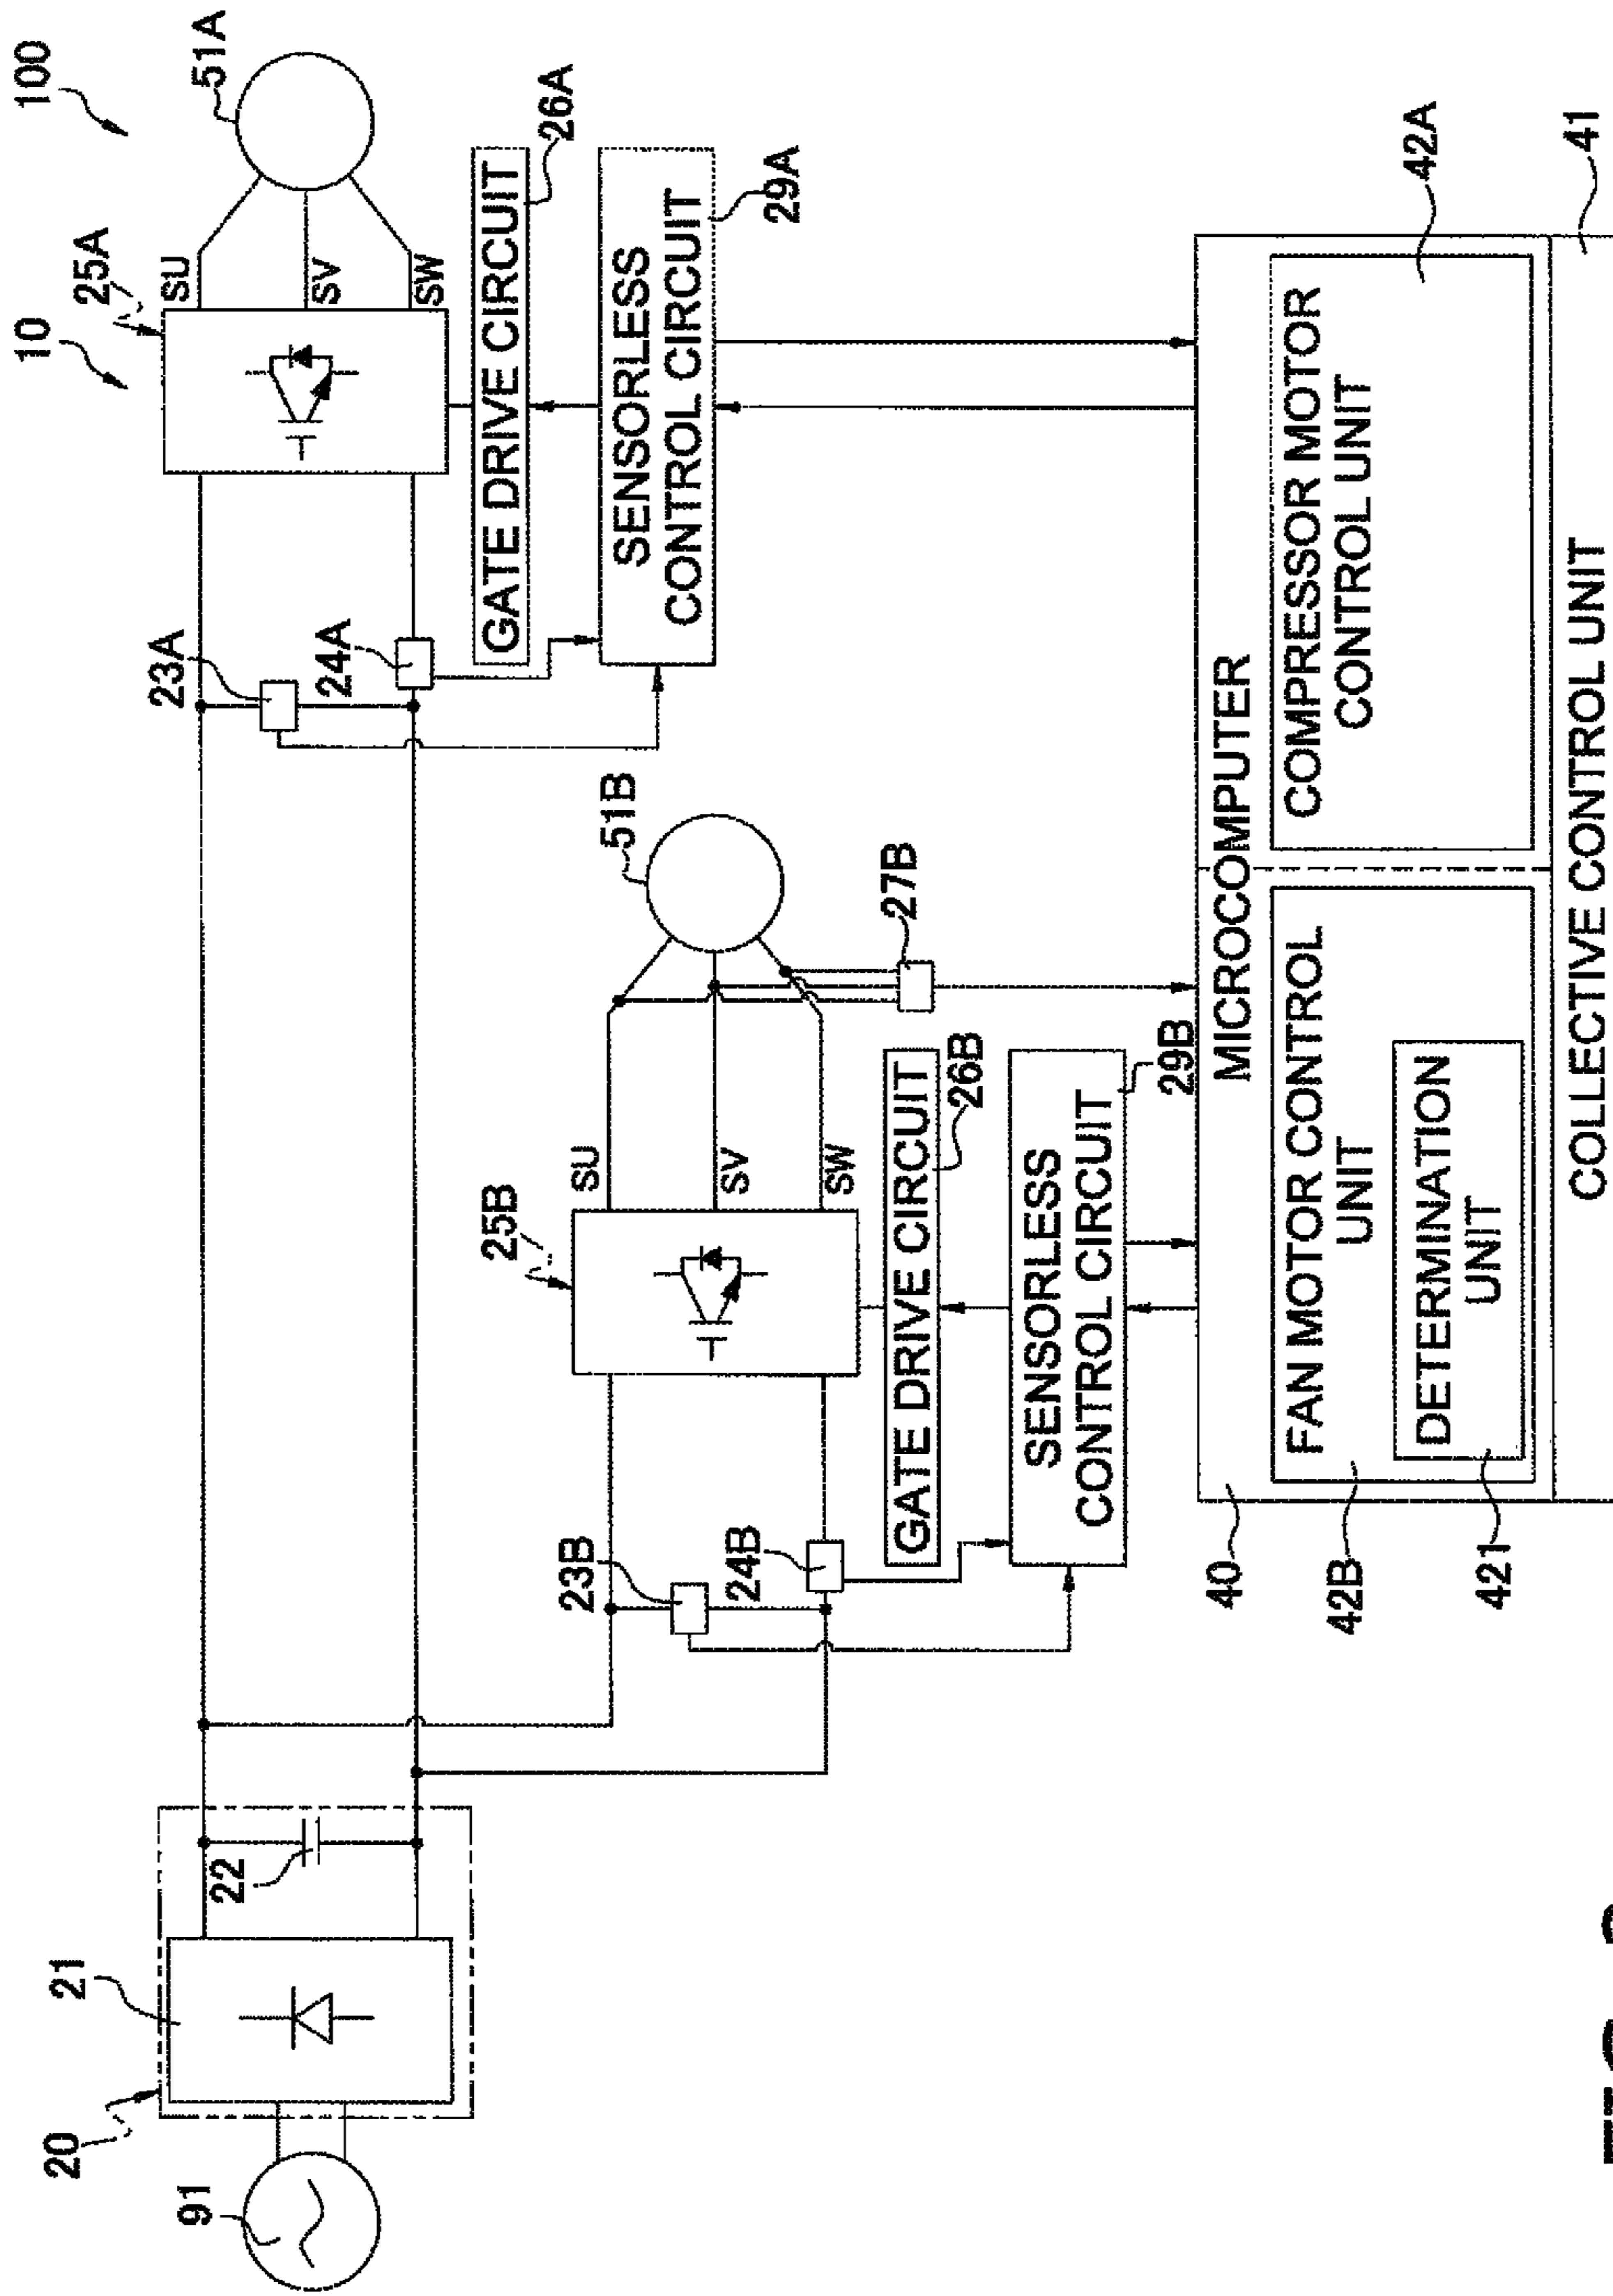 100
10
51A
25A
SU
SV
SW
26A
GATE DRIVE CIRCUIT
SENSORLESS
CONTROL CIRCUIT
29A
23A
24A
20
21
22
91
51B
25B
SU
SV
SW
27B
26B
GATE DRIVE CIRCUIT
SENSORLESS
CONTROL CIRCUIT
29B
23B
24B
MICROCOMPUTER
40
FAN MOTOR CONTROL
UNIT
42B
DETERMINATION
UNIT
421
COMPRESSOR MOTOR
CONTROL UNIT
42A
COLLECTIVE CONTROL UNIT
41